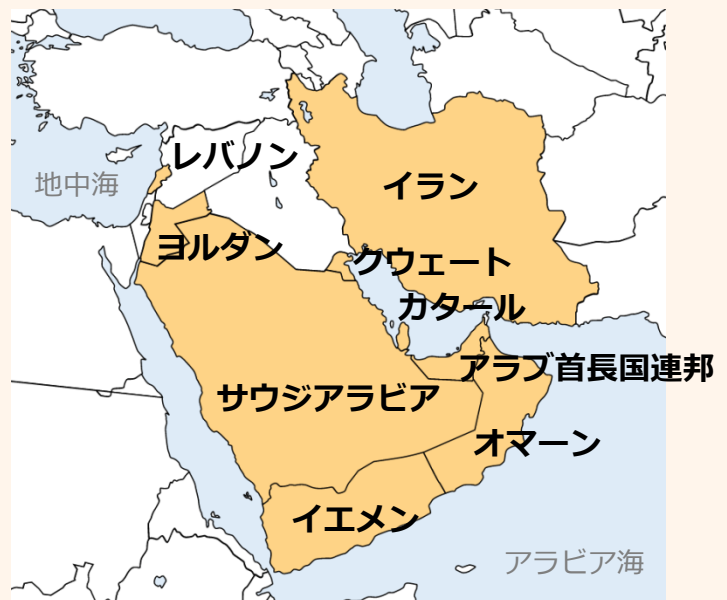 レバノン
地中海
イラン
ヨルダン
クウェート
カタール
アラブ首長国連邦
サウジアラビア
オマーン
イエメン
アラビア海